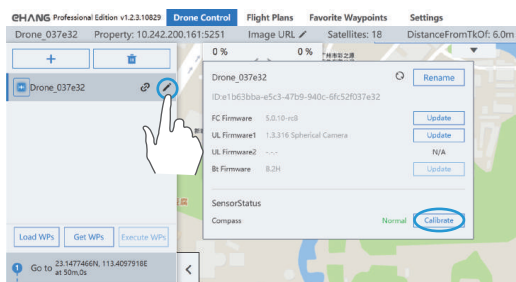 EHANG Professional Edition v1.2.3.10829 Drone Control Flight Plans Favorite Waypoints Settings
Drone_037e32 Property: 10.242.200.161:5251 Image URL Satellites: 18 DistanceFromTkOf: 6.0m
0 % 0 %
Drone_037e32
Drone_037e32 Rename
ID:e1b63bba-e5c3-47b9-940c-6fc52f037e32
FC Firmware 5.0.10-rc8 Update
UL Firmware1 1.3.316 Spherical Camera Update
UL Firmware2 -.-.- N/A
Bt Firmware 8.2H Update
SensorStatus
Compass Normal Calibrate
Load WPs Get WPs Execute WPs
Go to 23.1477466N, 113.4097918E
at 50m,0s